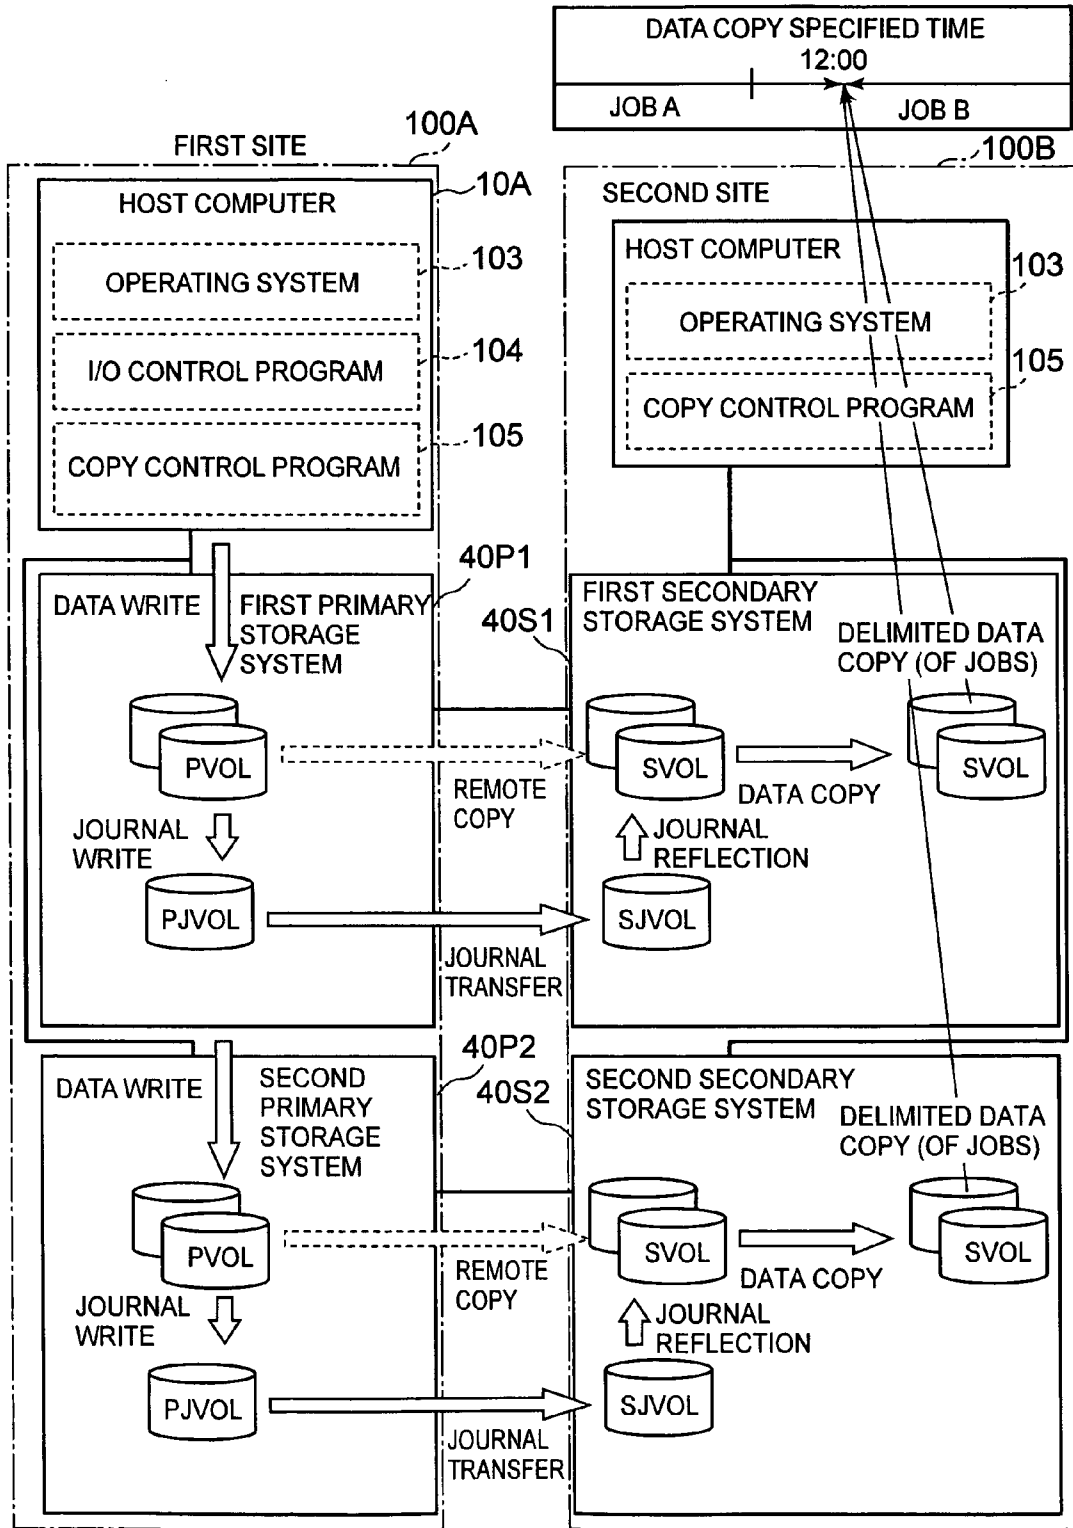 DATA COPY SPECIFIED TIME
12:00
JOB A
JOB B
FIRST SITE
100A
100B
10A
HOST COMPUTER
103
OPERATING SYSTEM
104
I/O CONTROL PROGRAM
105
COPY CONTROL PROGRAM
SECOND SITE
HOST COMPUTER
103
OPERATING SYSTEM
105
COPY CONTROL PROGRAM
40P1
DATA WRITE
FIRST PRIMARY
STORAGE
SYSTEM
40S1
FIRST SECONDARY
STORAGE SYSTEM
DELIMITED DATA
COPY (OF JOBS)
PVOL
REMOTE
COPY
SVOL
DATA COPY
SVOL
JOURNAL
WRITE
JOURNAL
REFLECTION
PJVOL
SJVOL
JOURNAL
TRANSFER
40P2
DATA WRITE
SECOND
PRIMARY
STORAGE
SYSTEM
40S2
SECOND SECONDARY
STORAGE SYSTEM
DELIMITED DATA
COPY (OF JOBS)
PVOL
REMOTE
COPY
SVOL
DATA COPY
SVOL
JOURNAL
WRITE
JOURNAL
REFLECTION
PJVOL
SJVOL
JOURNAL
TRANSFER